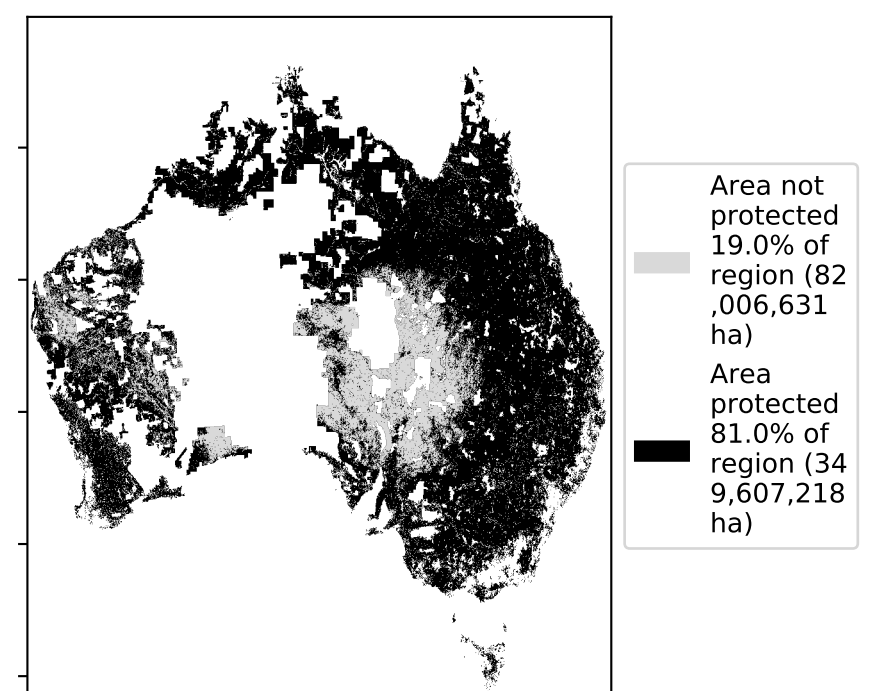 Area not
protected
19.0% of
region (82
,006,631
ha)
Area
protected
81.0% of
region (34
9,607,218
ha)